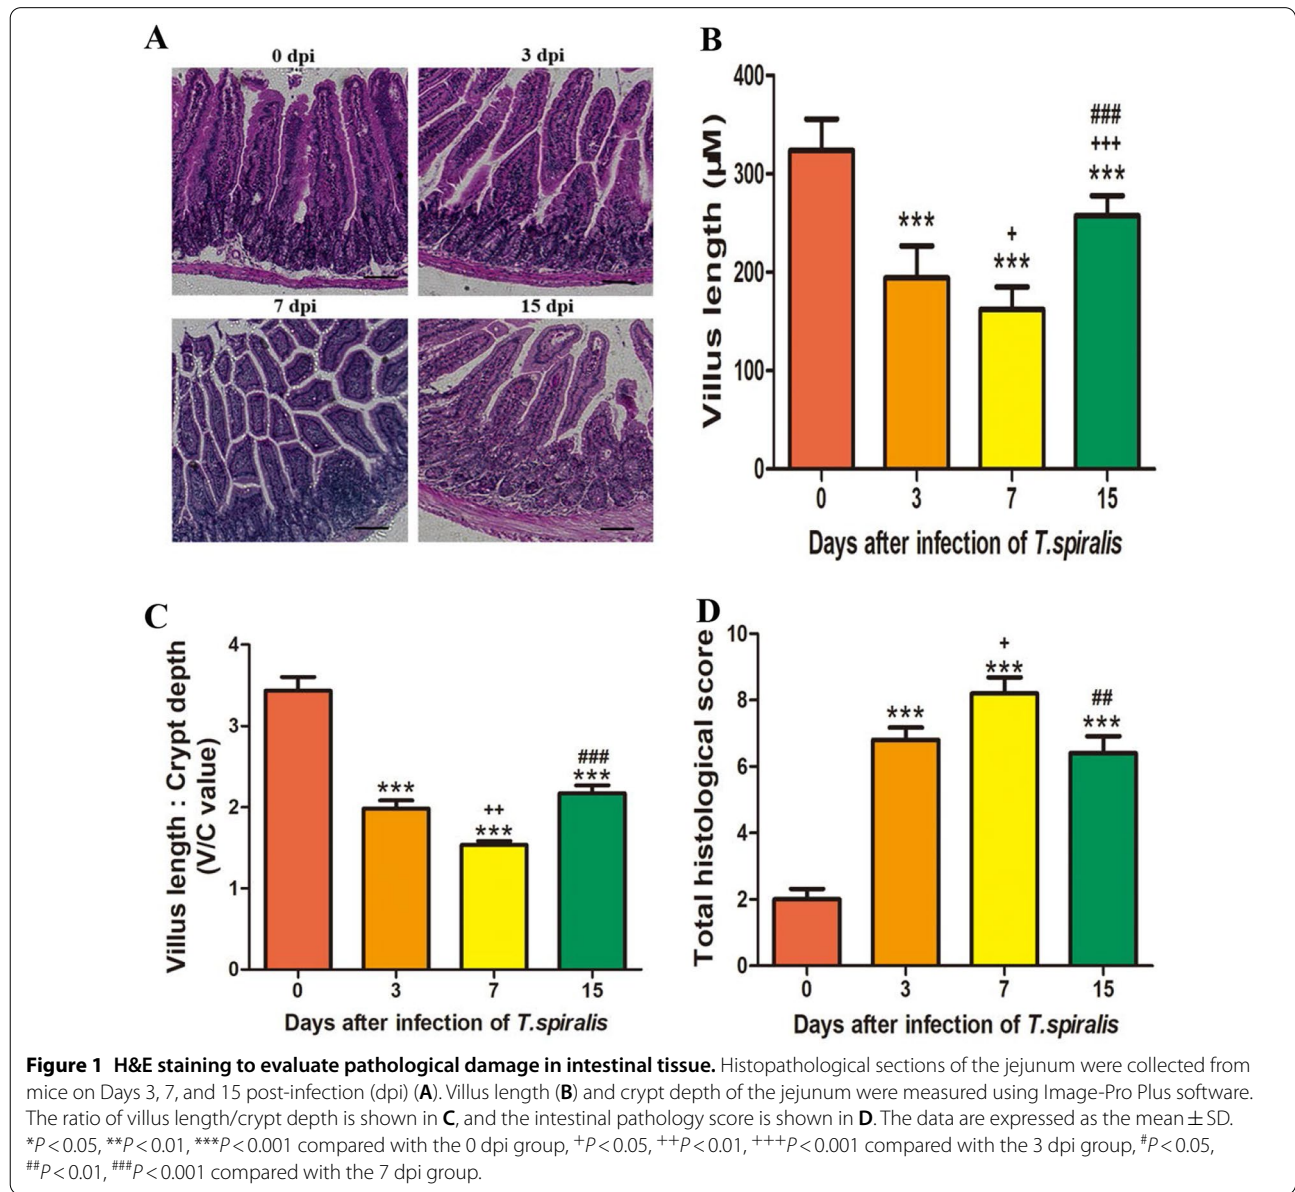 A
0 dpi
3 dpi
7 dpi
15 dpi
B
Villus length (µM)
400
300
200
100
0
***
+
***
###
+++
***
0 3 7 15
Days after infection of T.spiralis
C
Villus length : Crypt depth
(V/C value)
4
3
2
1
0
***
++
***
###
***
0 3 7 15
Days after infection of T.spiralis
D
Total histological score
10
8
6
4
2
0
***
+
***
##
***
0 3 7 15
Days after infection of T.spiralis
Figure 1 H&E staining to evaluate pathological damage in intestinal tissue. Histopathological sections of the jejunum were collected from
mice on Days 3, 7, and 15 post-infection (dpi) (A). Villus length (B) and crypt depth of the jejunum were measured using Image-Pro Plus software.
The ratio of villus length/crypt depth is shown in C, and the intestinal pathology score is shown in D. The data are expressed as the mean ± SD.
*P < 0.05, **P < 0.01, ***P < 0.001 compared with the 0 dpi group, +P < 0.05, ++P < 0.01, +++P < 0.001 compared with the 3 dpi group, #P < 0.05,
##P < 0.01, ###P < 0.001 compared with the 7 dpi group.